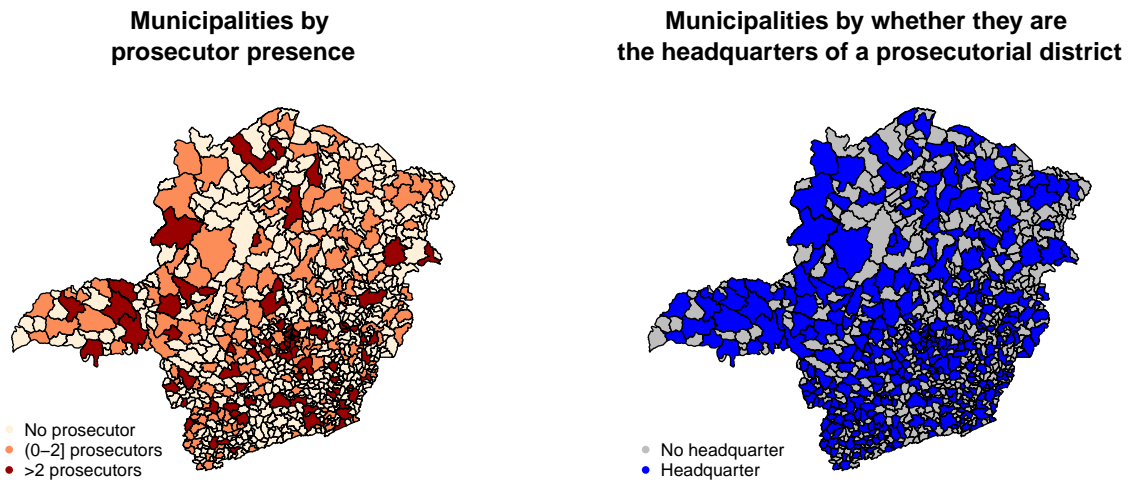 Municipalities by
prosecutor presence
No prosecutor
(0–2] prosecutors
>2 prosecutors
Municipalities by whether they are
the headquarters of a prosecutorial district
No headquarter
Headquarter